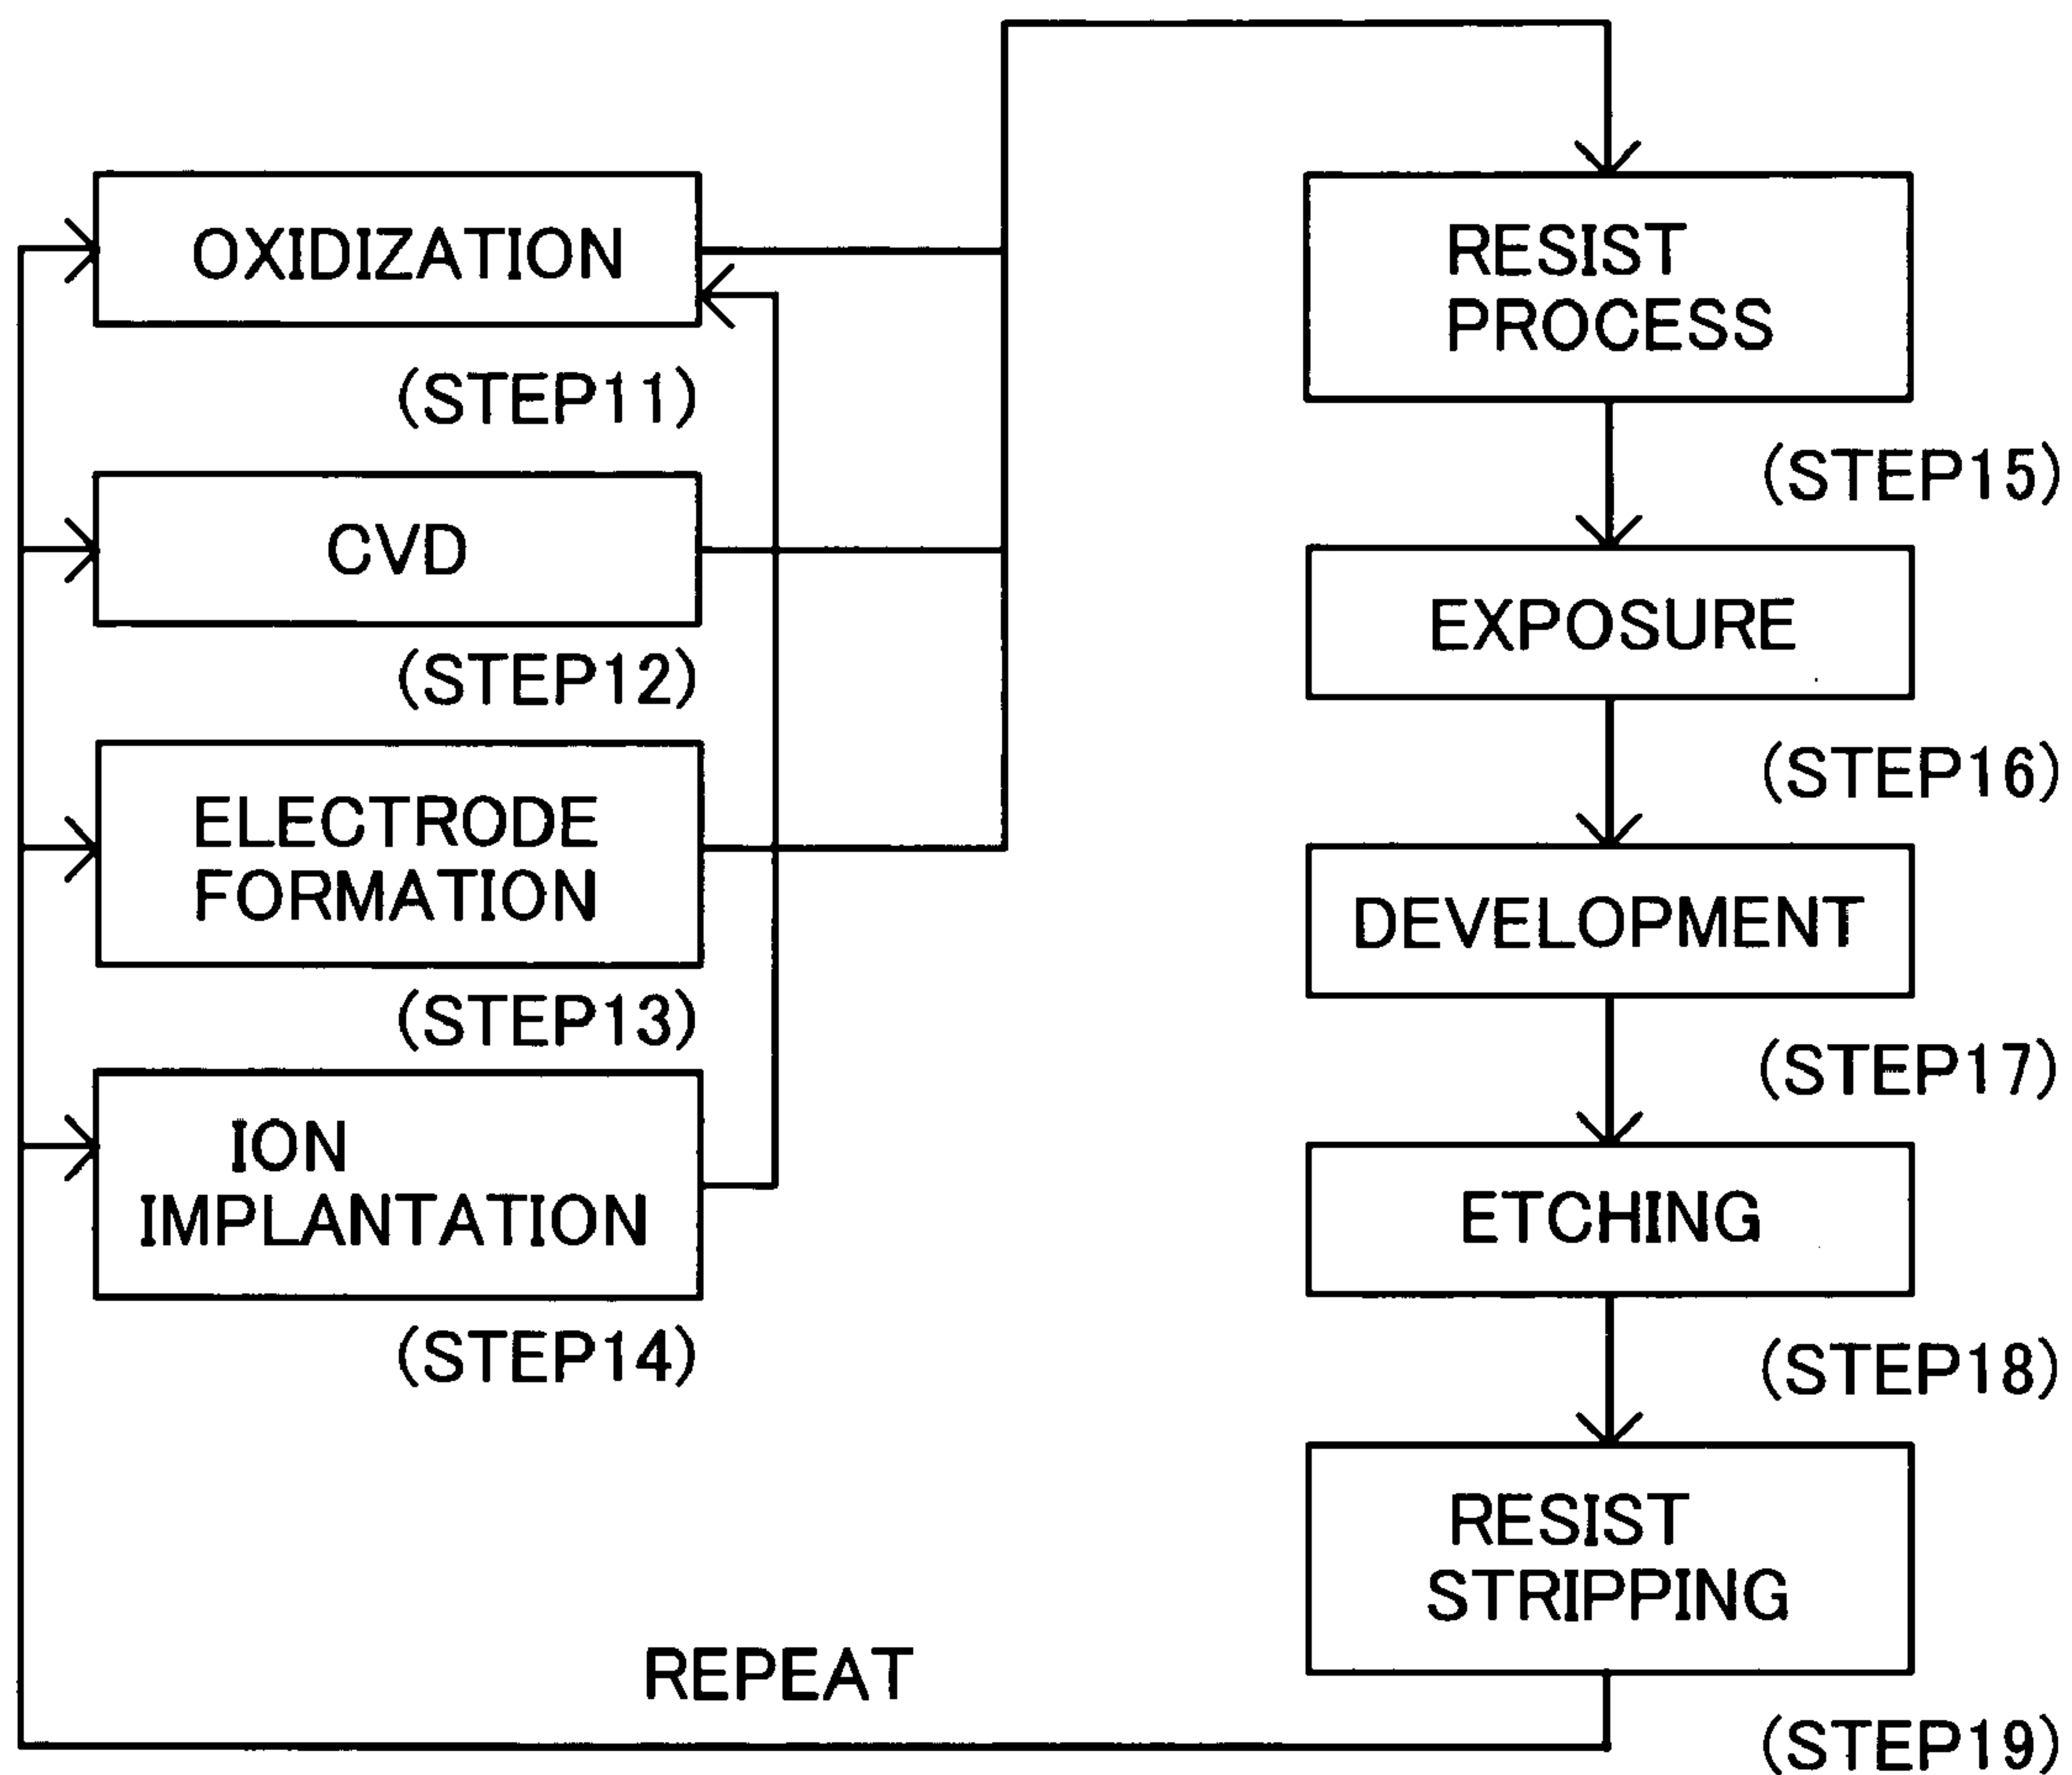 OXIDIZATION
(STEP11)
CVD
(STEP12)
ELECTRODE
FORMATION
(STEP13)
ION
IMPLANTATION
(STEP14)
RESIST
PROCESS
(STEP15)
EXPOSURE
(STEP16)
DEVELOPMENT
(STEP17)
ETCHING
(STEP18)
RESIST
STRIPPING
(STEP19)
REPEAT